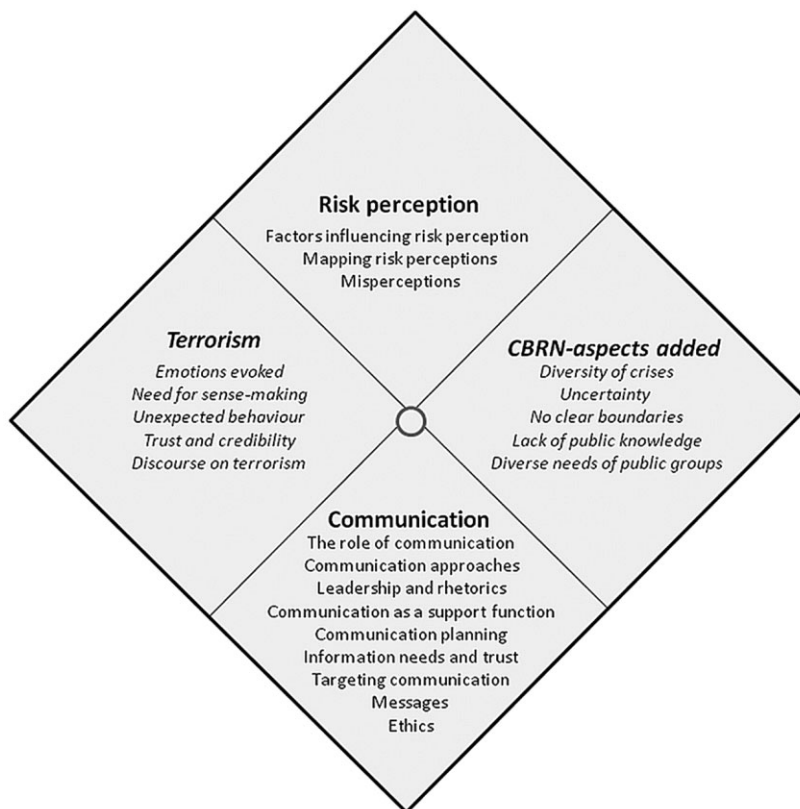 Risk perception
Factors influencing risk perception
Mapping risk perceptions
Misperceptions
Terrorism
Emotions evoked
Need for sense-making
Unexpected behaviour
Trust and credibility
Discourse on terrorism
CBRN-aspects added
Diversity of crises
Uncertainty
No clear boundaries
Lack of public knowledge
Diverse needs of public groups
Communication
The role of communication
Communication approaches
Leadership and rhetorics
Communication as a support function
Communication planning
Information needs and trust
Targeting communication
Messages
Ethics